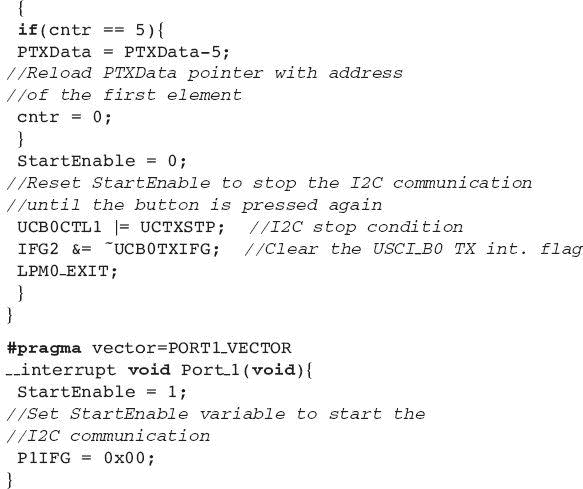 {
if(cntr == 5){
PTXData = PTXData-5;
//Reload PTXData pointer with address
//of the first element
cntr = 0;
}
StartEnable = 0;
//Reset StartEnable to stop the I2C communication
//until the button is pressed again
UCB0CTL1 |= UCTXSTP; //I2C stop condition
IFG2 &= ~UCB0TXIFG; //Clear the USCI_B0 TX int. flag
LPM0_EXIT;
}
}
#pragma vector=PORT1_VECTOR
__interrupt void Port_1(void){
StartEnable = 1;
//Set StartEnable variable to start the
//I2C communication
P1IFG = 0x00;
}